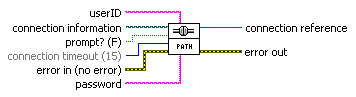 userID
connection information
connection reference
prompt? (F)
PATH
connection timeout (15)
error in (no error)
error out
password